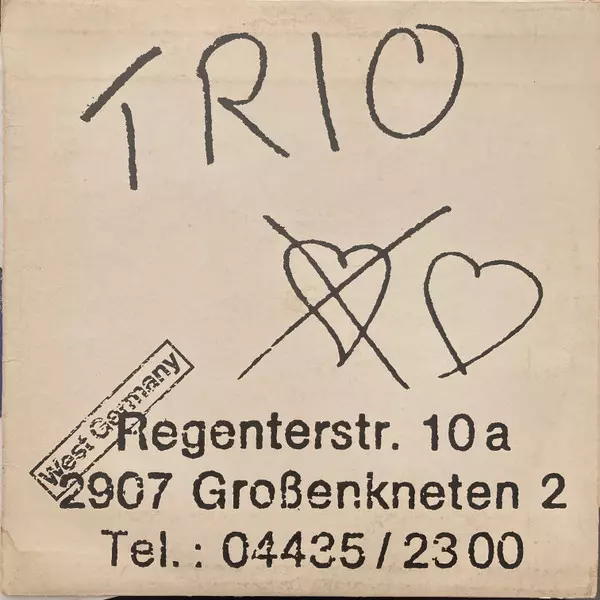 TRIO
West Germany
Regenterstr. 10a
2907 Großenkneten 2
Tel.: 04435/2300